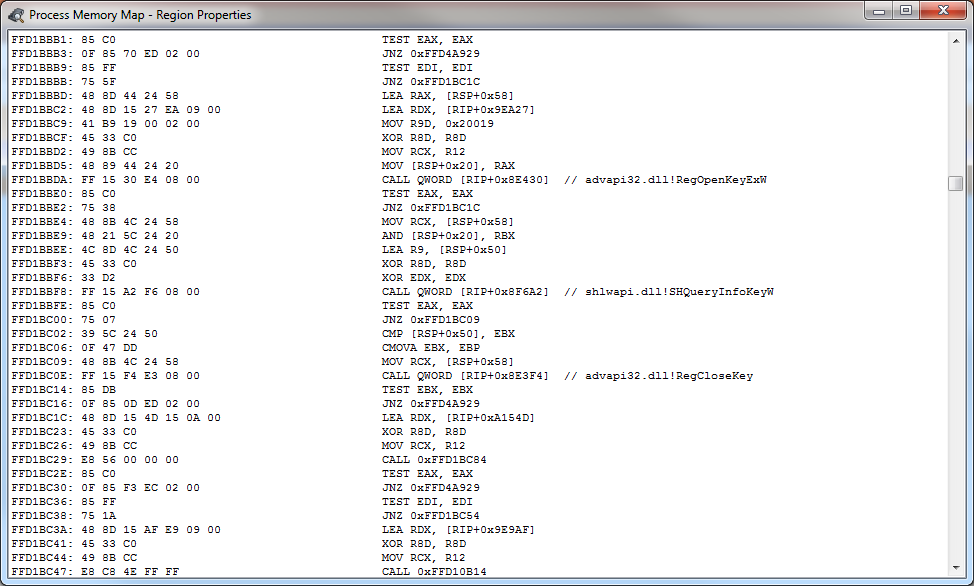 Process Memory Map - Region Properties
FFD1BBB1: 85 C0 TEST EAX, EAX
FFD1BBB3: 0F 85 70 ED 02 00 JNZ 0xFFD4A929
FFD1BBB9: 85 FF TEST EDI, EDI
FFD1BBBB: 75 5F JNZ 0xFFD1BC1C
FFD1BBBD: 48 8D 44 24 58 LEA RAX, [RSP+0x58]
FFD1BBC2: 48 8D 15 27 EA 09 00 LEA RDX, [RIP+0x9EA27]
FFD1BBC9: 41 B9 19 00 02 00 MOV R9D, 0x20019
FFD1BBCF: 45 33 C0 XOR R8D, R8D
FFD1BBD2: 49 8B CC MOV RCX, R12
FFD1BBD5: 48 89 44 24 20 MOV [RSP+0x20], RAX
FFD1BBDA: FF 15 30 E4 08 00 CALL QWORD [RIP+0x8E430] // advapi32.dll!RegOpenKeyExW
FFD1BBE0: 85 C0 TEST EAX, EAX
FFD1BBE2: 75 38 JNZ 0xFFD1BC1C
FFD1BBE4: 48 8B 4C 24 58 MOV RCX, [RSP+0x58]
FFD1BBE9: 48 21 5C 24 20 AND [RSP+0x20], RBX
FFD1BBEE: 4C 8D 4C 24 50 LEA R9, [RSP+0x50]
FFD1BBF3: 45 33 C0 XOR R8D, R8D
FFD1BBF6: 33 D2 XOR EDX, EDX
FFD1BBF8: FF 15 A2 F6 08 00 CALL QWORD [RIP+0x8F6A2] // shlwapi.dll!SHQueryInfoKeyW
FFD1BBFE: 85 C0 TEST EAX, EAX
FFD1BC00: 75 07 JNZ 0xFFD1BC09
FFD1BC02: 39 5C 24 50 CMP [RSP+0x50], EBX
FFD1BC06: 0F 47 DD CMOVA EBX, EBP
FFD1BC09: 48 8B 4C 24 58 MOV RCX, [RSP+0x58]
FFD1BC0E: FF 15 F4 E3 08 00 CALL QWORD [RIP+0x8E3F4] // advapi32.dll!RegCloseKey
FFD1BC14: 85 DB TEST EBX, EBX
FFD1BC16: 0F 85 0D ED 02 00 JNZ 0xFFD4A929
FFD1BC1C: 48 8D 15 4D 15 0A 00 LEA RDX, [RIP+0xA154D]
FFD1BC23: 45 33 C0 XOR R8D, R8D
FFD1BC26: 49 8B CC MOV RCX, R12
FFD1BC29: E8 56 00 00 00 CALL 0xFFD1BC84
FFD1BC2E: 85 C0 TEST EAX, EAX
FFD1BC30: 0F 85 F3 EC 02 00 JNZ 0xFFD4A929
FFD1BC36: 85 FF TEST EDI, EDI
FFD1BC38: 75 1A JNZ 0xFFD1BC54
FFD1BC3A: 48 8D 15 AF E9 09 00 LEA RDX, [RIP+0x9E9AF]
FFD1BC41: 45 33 C0 XOR R8D, R8D
FFD1BC44: 49 8B CC MOV RCX, R12
FFD1BC47: E8 C8 4E FF FF CALL 0xFFD10B14